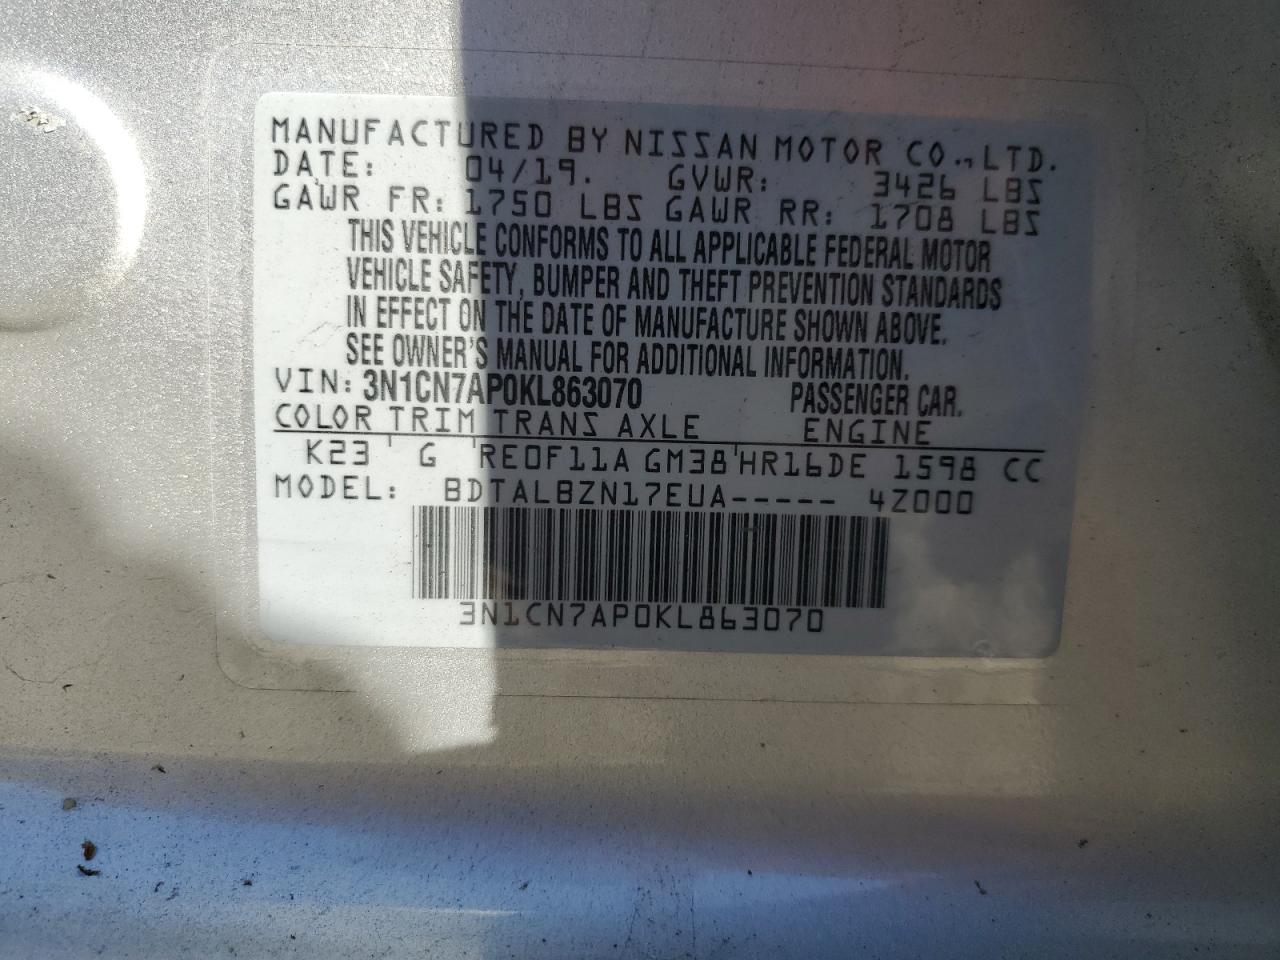 MANUFACTURED BY NISSAN MOTOR CO., LTD.
DATE: 04/19. GVWR: 3426 LBS
GAWR FR: 1750 LBS GAWR RR: 1708 LBS
THIS VEHICLE CONFORMS TO ALL APPLICABLE FEDERAL MOTOR
VEHICLE SAFETY, BUMPER AND THEFT PREVENTION STANDARDS
IN EFFECT ON THE DATE OF MANUFACTURE SHOWN ABOVE.
SEE OWNER'S MANUAL FOR ADDITIONAL INFORMATION.
VIN: 3N1CN7AP0KL863070 PASSENGER CAR.
COLOR TRIM TRANS AXLE ENGINE
K23 ' G 'RE0F11A GM38'HR16DE 1598 CC
MODEL: BDTALBZN17EUA----- 4Z000
3N1CN7AP0KL863070